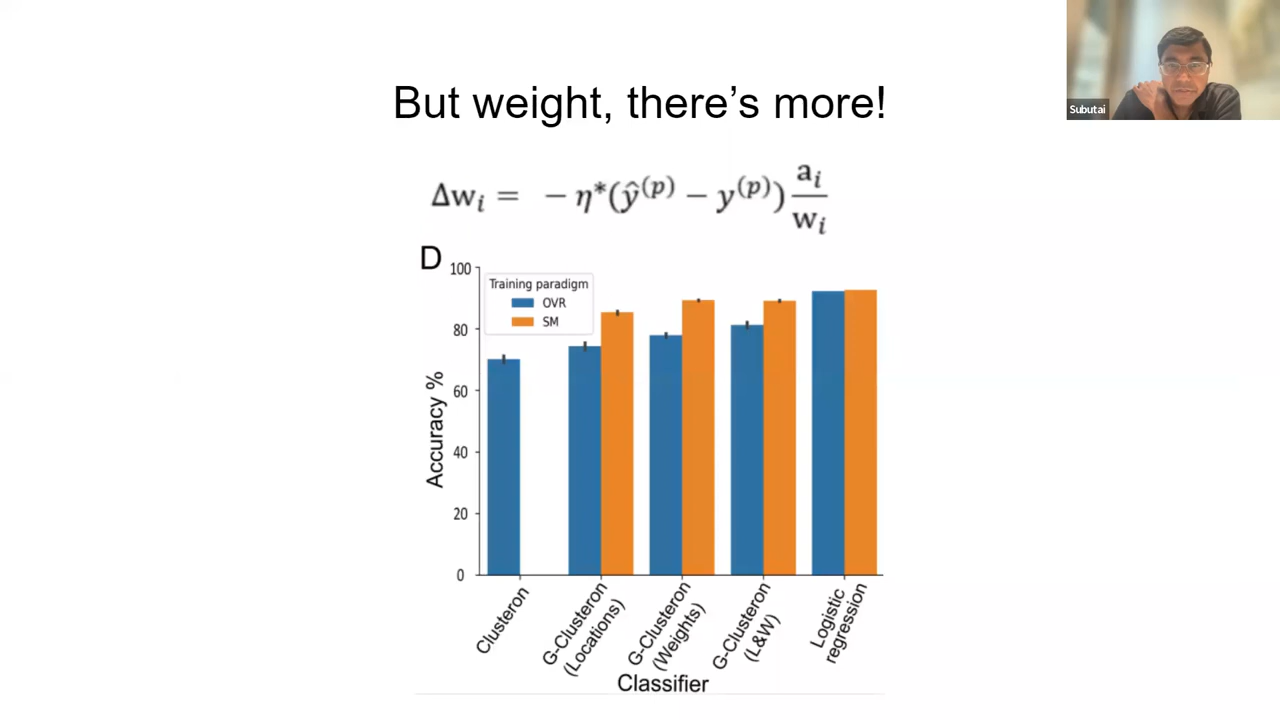 Subutai
But weight, there's more!
Δwᵢ = − η*(ŷ⁽ᵖ⁾ − y⁽ᵖ⁾) aᵢ/wᵢ
D
100
80
60
40
20
0
Accuracy %
Training paradigm
OVR
SM
Clusteron
G-Clusteron
(Locations)
G-Clusteron
(Weights)
G-Clusteron
(L&W)
Logistic
regression
Classifier